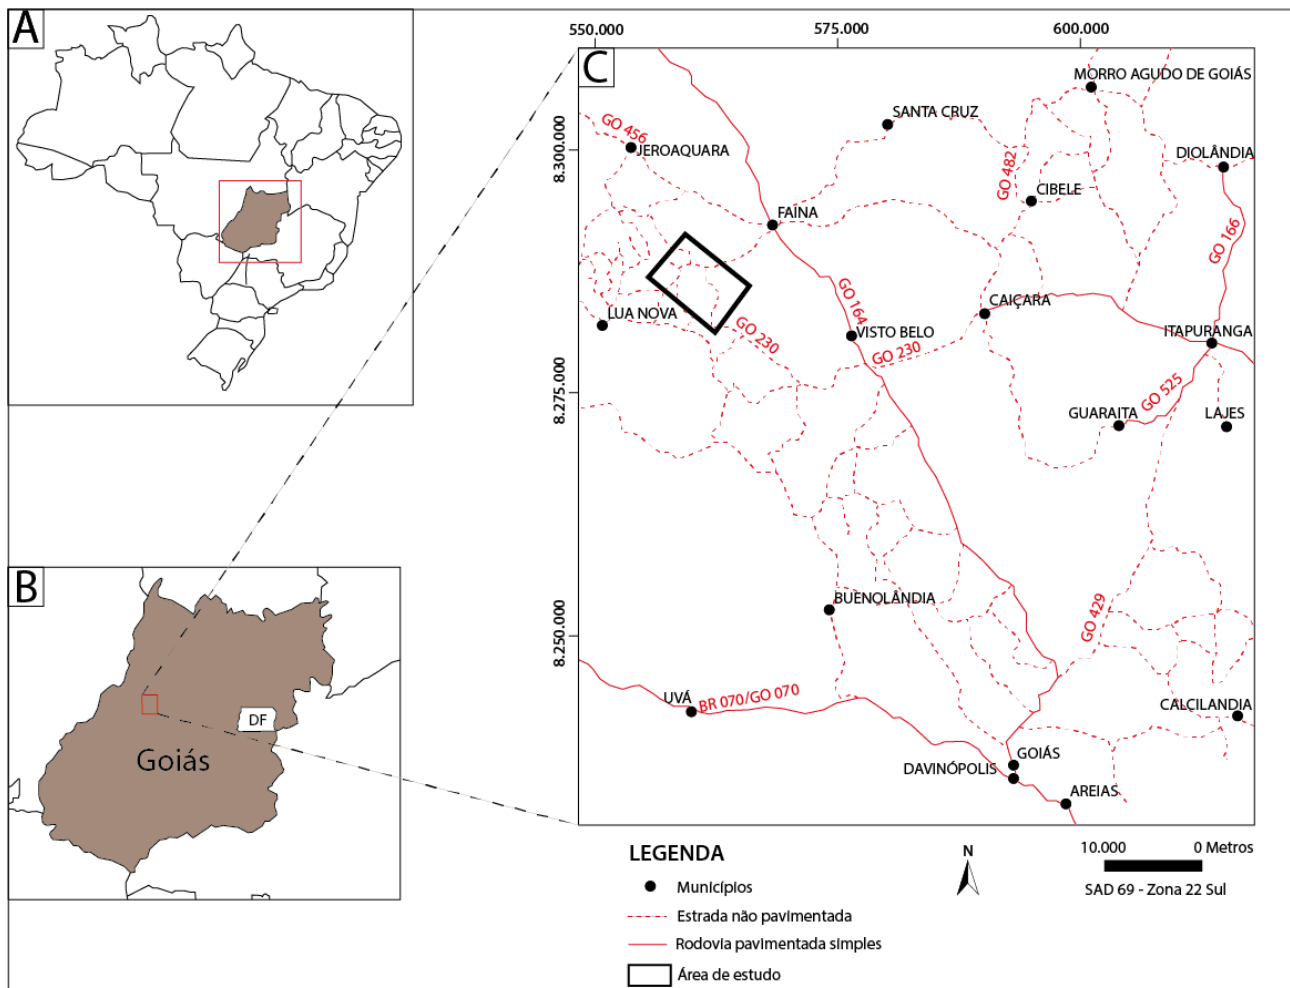 A
B
DF
Goiás
C
550.000
575.000
600.000
8.300.000
8.275.000
8.250.000
MORRO AGUDO DE GOIÁS
SANTA CRUZ
GO 456
JEROAQUARA
DIOLÂNDIA
GO 482
CIBELE
FAINA
GO 166
LUA NOVA
GO 230
GO 164
VISTO BELO
GO 230
CAIÇARA
ITAPURANGA
GO 525
GUARAITA
LAJES
BUENOLÂNDIA
GO 429
UVÁ
BR 070/GO 070
CALCILANDIA
GOIÁS
DAVINÓPOLIS
AREIAS
LEGENDA
Municípios
Estrada não pavimentada
Rodovia pavimentada simples
Área de estudo
N
10.000 0 Metros
SAD 69 - Zona 22 Sul